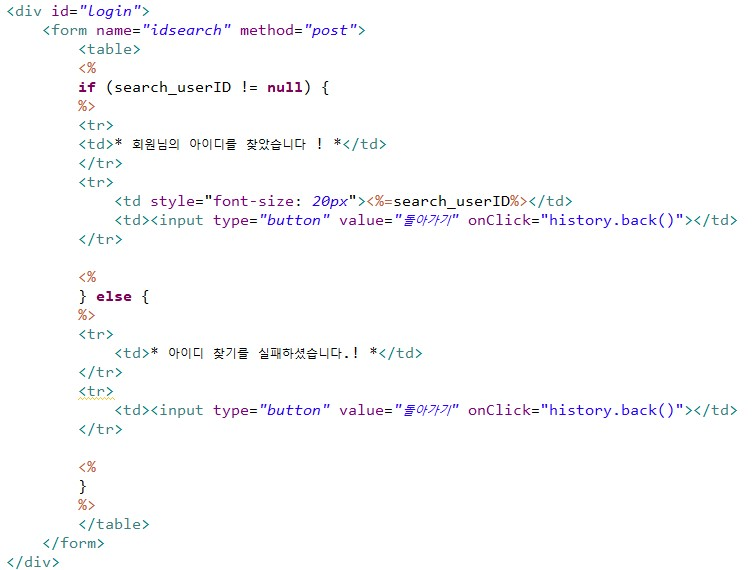 <div id="login">
<form name="idsearch" method="post">
<table>
<%
if (search_userID != null) {
%>
<tr>
<td>* 회원님의 아이디를 찾았습니다 ! *</td>
</tr>
<tr>
<td style="font-size: 20px"><%=search_userID%></td>
<td><input type="button" value="돌아가기" onClick="history.back()"></td>
</tr>
<%
} else {
%>
<tr>
<td>* 아이디 찾기를 실패하셨습니다.! *</td>
</tr>
<tr>
<td><input type="button" value="돌아가기" onClick="history.back()"></td>
</tr>
<%
}
%>
</table>
</form>
</div>